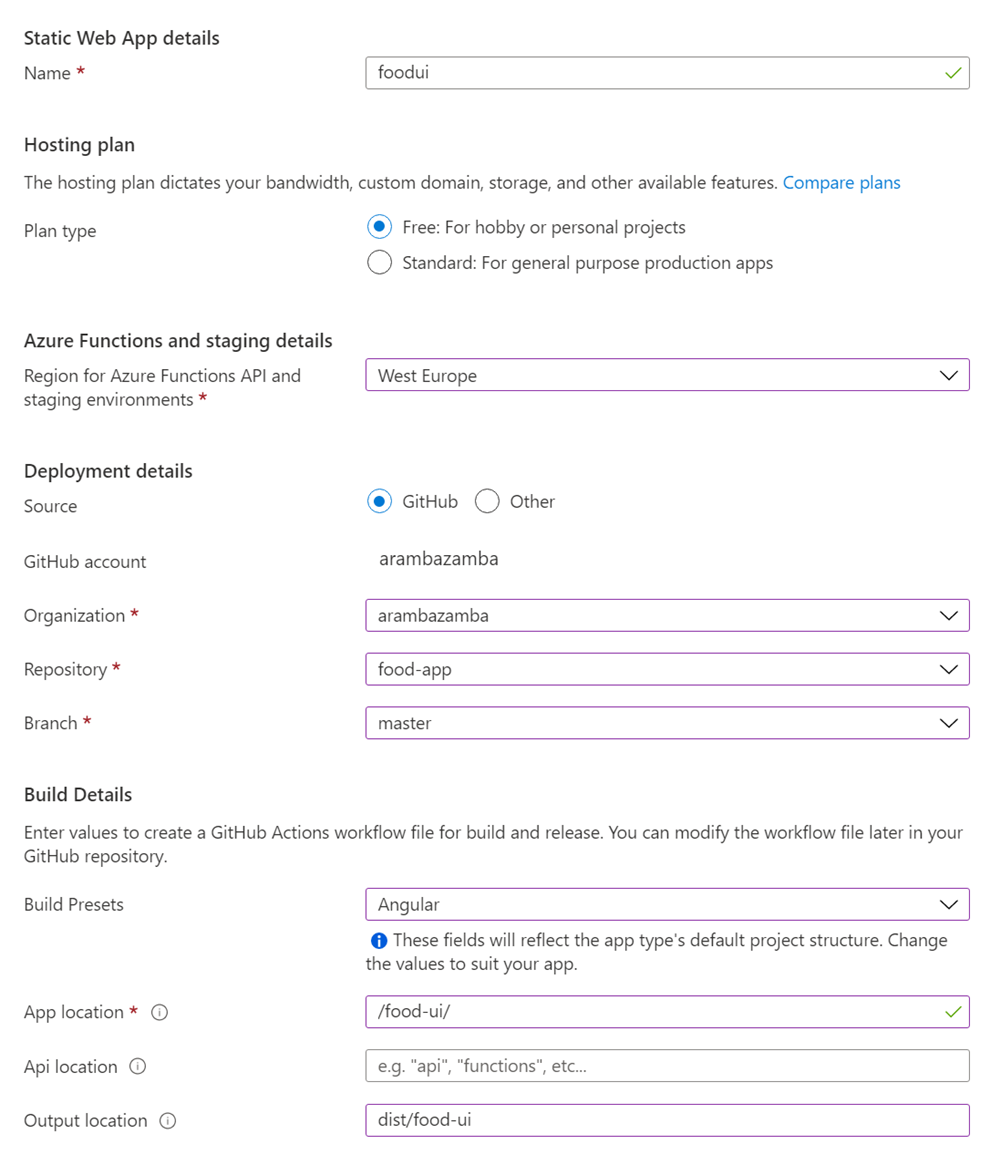 Static Web App details
Name *
foodui
Hosting plan
The hosting plan dictates your bandwidth, custom domain, storage, and other available features. Compare plans
Plan type
Free: For hobby or personal projects
Standard: For general purpose production apps
Azure Functions and staging details
Region for Azure Functions API and
staging environments *
West Europe
Deployment details
Source
GitHub
Other
GitHub account
arambazamba
Organization *
arambazamba
Repository *
food-app
Branch *
master
Build Details
Enter values to create a GitHub Actions workflow file for build and release. You can modify the workflow file later in your
GitHub repository.
Build Presets
Angular
These fields will reflect the app type's default project structure. Change
the values to suit your app.
App location *
/food-ui/
Api location
e.g. "api", "functions", etc...
Output location
dist/food-ui